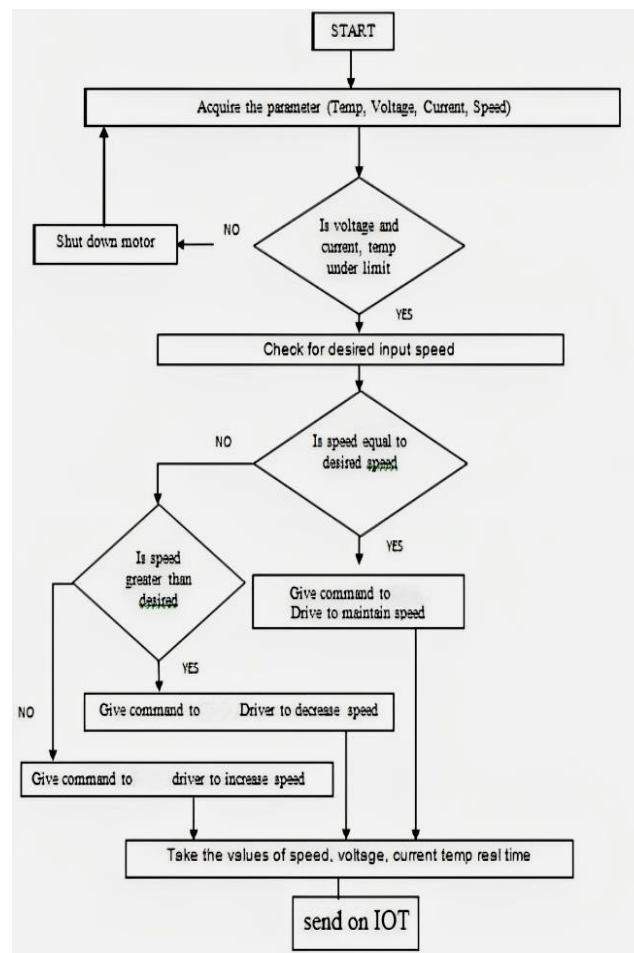 START
Acquire the parameter (Temp, Voltage, Current, Speed)
Is voltage and
current, temp
under limit
NO
Shut down motor
YES
Check for desired input speed
Is speed equal to
desired speed
NO
YES
Is speed
greater than
desired
Give command to
Drive to maintain speed
YES
Give command to Driver to decrease speed
NO
Give command to driver to increase speed
Take the values of speed, voltage, current temp real time
send on IOT